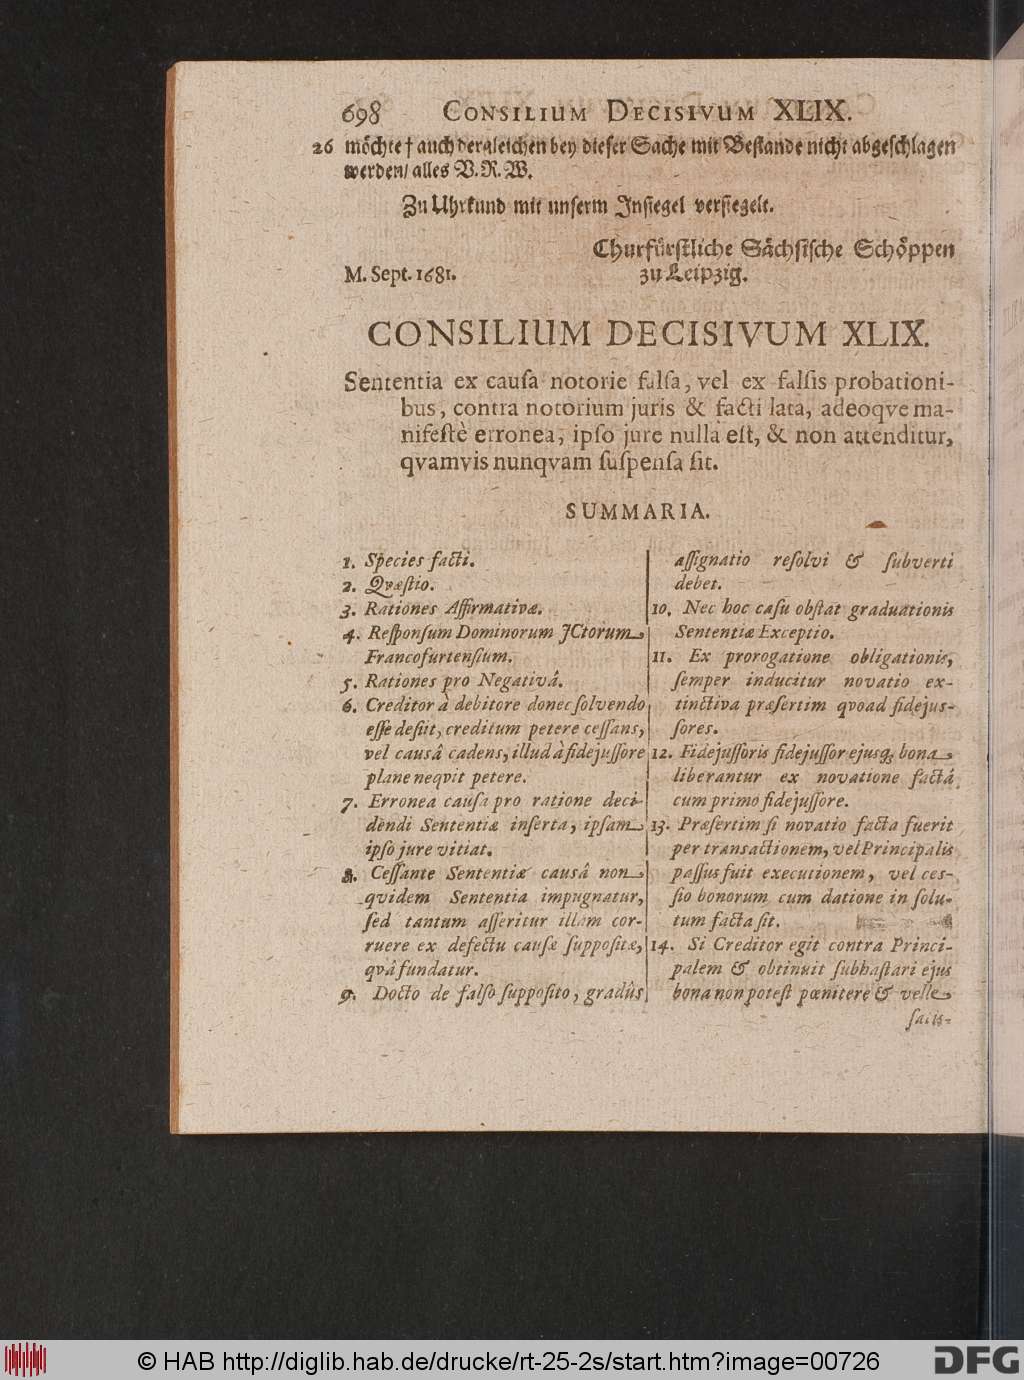 698 CONSILIUM DECISIVUM XLIX.
26 möchte † auch dergleichen bey dieser Sache mit Bestande nicht abgeschlagen
werden/ alles V. R. W.
Zu Uhrkund mit unserm Insiegel versiegelt.
Churfürstliche Sächsische Schöppen
M. Sept. 1681. zu Leipzig.
CONSILIUM DECISIVUM XLIX.
Sententia ex causa notorie falsa, vel ex falsis probationi-
bus, contra notorium juris & facti lata, adeoqve ma-
nifestè erronea, ipso jure nulla est, & non attenditur,
qvamvis nunqvam suspensa sit.
SUMMARIA.
1. Species facti.
2. Qvæstio.
3. Rationes Affirmativæ.
4. Responsum Dominorum JCtorum
Francofurtensium.
5. Rationes pro Negativâ.
6. Creditor à debitore donec solvendo
esse desiit, creditum petere cessans,
vel causâ cadens, illud à fidejussore
plane neqvit petere.
7. Erronea causa pro ratione deci-
dendi Sententiæ inserta, ipsam
ipso jure vitiat.
8. Cessante Sententiæ causâ non
qvidem Sententia impugnatur,
sed tantum asseritur illam cor-
ruere ex defectu causæ suppositæ,
qvâ fundatur.
9. Docto de falso supposito, gradûs
assignatio resolvi & subverti
debet.
10. Nec hoc casu obstat graduationis
Sententiæ Exceptio.
11. Ex prorogatione obligationis,
semper inducitur novatio ex-
tinctiva præsertim qvoad fidejus-
sores.
12. Fidejussoris fidejussor ejusq; bona
liberantur ex novatione factâ
cum primo fidejussore.
13. Præsertim si novatio facta fuerit
per transactionem, vel Principalis
passus fuit executionem, vel ces-
sio bonorum cum datione in solu-
tum facta sit.
14. Si Creditor egit contra Princi-
palem & obtinuit subhastari ejus
bona non potest pœnitere & velle
satis-
© HAB http://diglib.hab.de/drucke/rt-25-2s/start.htm?image=00726
DFG